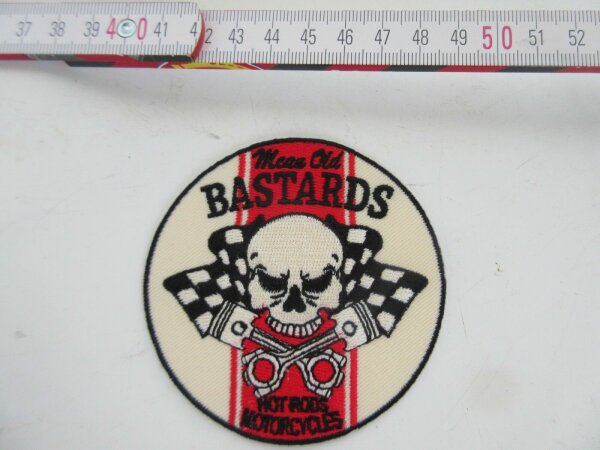 37 38 39 40 41 42 43 44 45 46 47 48 49 50 51 52
Mean Old
BASTARDS
HOT RODS
MOTORCYCLES